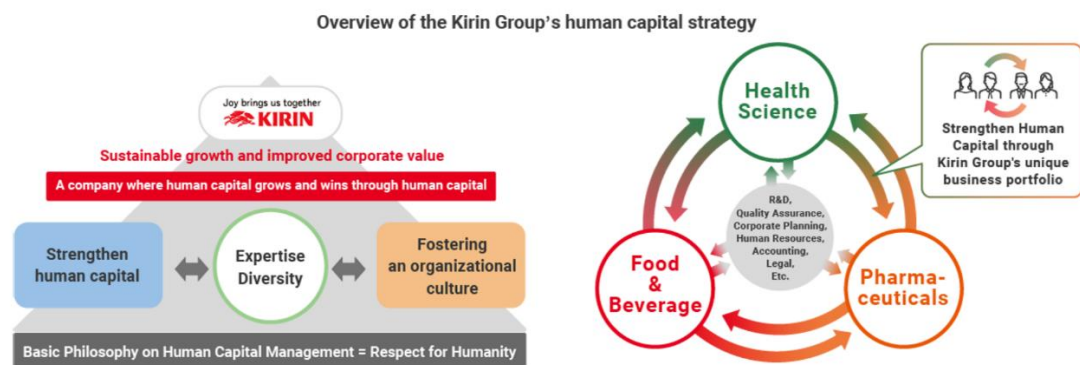 Overview of the Kirin Group's human capital strategy
Joy brings us together
KIRIN
Sustainable growth and improved corporate value
A company where human capital grows and wins through human capital
Strengthen
human capital
Expertise
Diversity
Fostering
an organizational
culture
Basic Philosophy on Human Capital Management = Respect for Humanity
Health
Science
R&D,
Quality Assurance,
Corporate Planning,
Human Resources,
Accounting,
Legal,
Etc.
Food
&
Beverage
Pharma-
ceuticals
Strengthen Human
Capital through
Kirin Group's unique
business portfolio